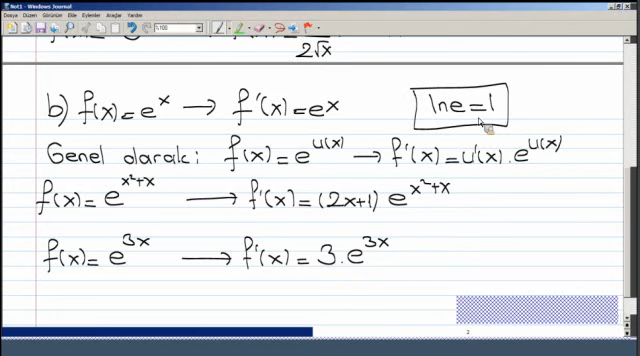 Not1 - Windows Journal
Dosya Düzen Görünüm Ekle Eylemler Araçlar Yardım
2√x
b) f(x)=e^x → f'(x)=e^x lne=1
Genel olarak: f(x)=e^u(x) → f'(x)=u'(x).e^u(x)
f(x)=e^x²+x → f'(x)=(2x+1) e^x²+x
f(x)=e^3x → f'(x)=3.e^3x
2